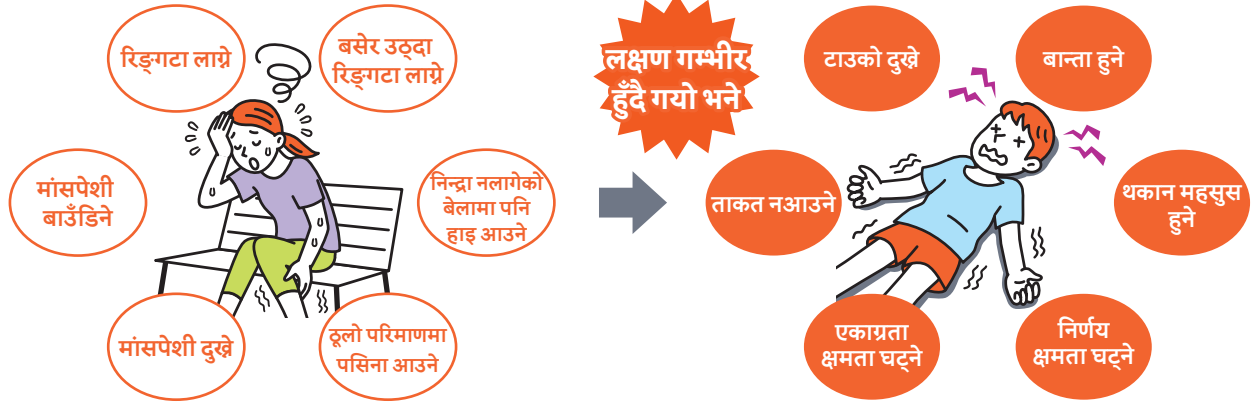 रिङ्गटा लाग्ने
बसेर उठ्दा
रिङ्गटा लाग्ने
मांसपेशी
बाउँडिने
निन्द्रा नलागेको
बेलामा पनि
हाइ आउने
मांसपेशी दुख्ने
ठूलो परिमाणमा
पसिना आउने
लक्षण गम्भीर
हुँदै गयो भने
टाउको दुख्ने
बान्ता हुने
ताकत नआउने
थकान महसुस
हुने
एकाग्रता
क्षमता घट्ने
निर्णय
क्षमता घट्ने